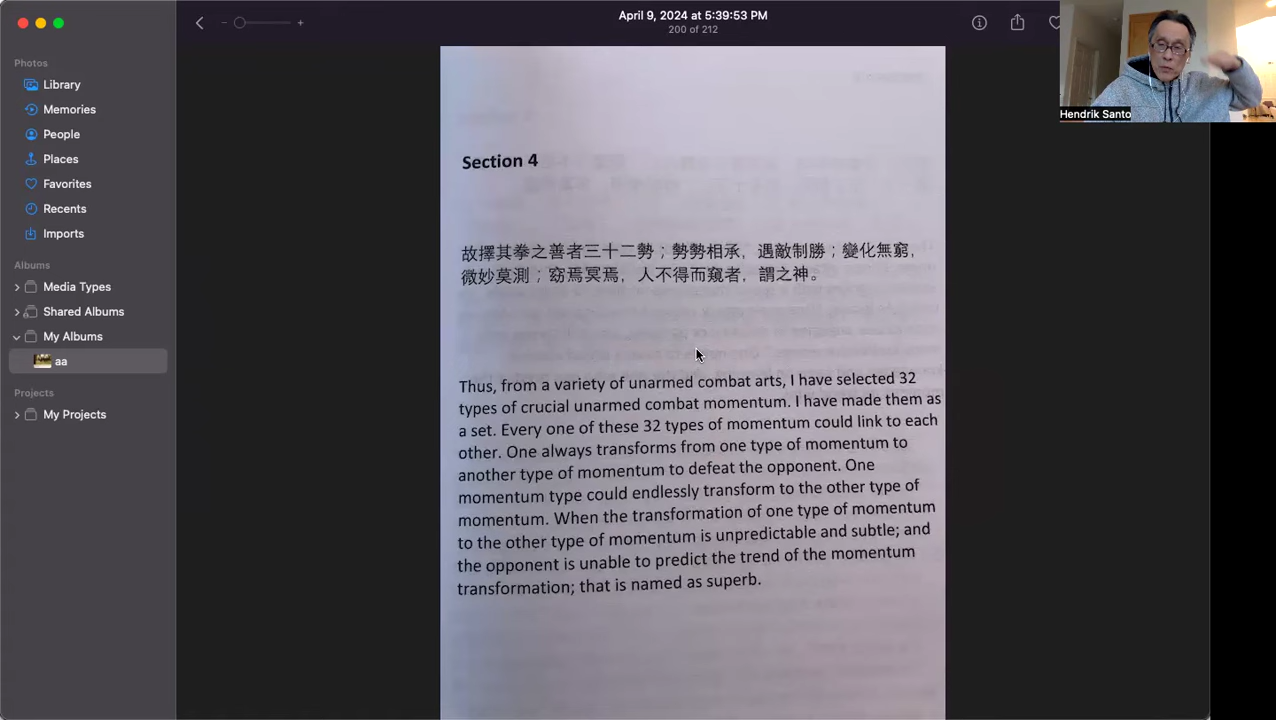 April 9, 2024 at 5:39:53 PM
200 of 212
Photos
Library
Memories
People
Places
Favorites
Recents
Imports
Albums
Media Types
Shared Albums
My Albums
aa
Projects
My Projects
Hendrik Santo
Section 4
故擇其拳之善者三十二勢；勢勢相承，遇敵制勝；變化無窮，
微妙莫測；窈焉冥焉，人不得而窺者，謂之神。
Thus, from a variety of unarmed combat arts, I have selected 32
types of crucial unarmed combat momentum. I have made them as
a set. Every one of these 32 types of momentum could link to each
other. One always transforms from one type of momentum to
another type of momentum to defeat the opponent. One
momentum type could endlessly transform to the other type of
momentum. When the transformation of one type of momentum
to the other type of momentum is unpredictable and subtle; and
the opponent is unable to predict the trend of the momentum
transformation; that is named as superb.